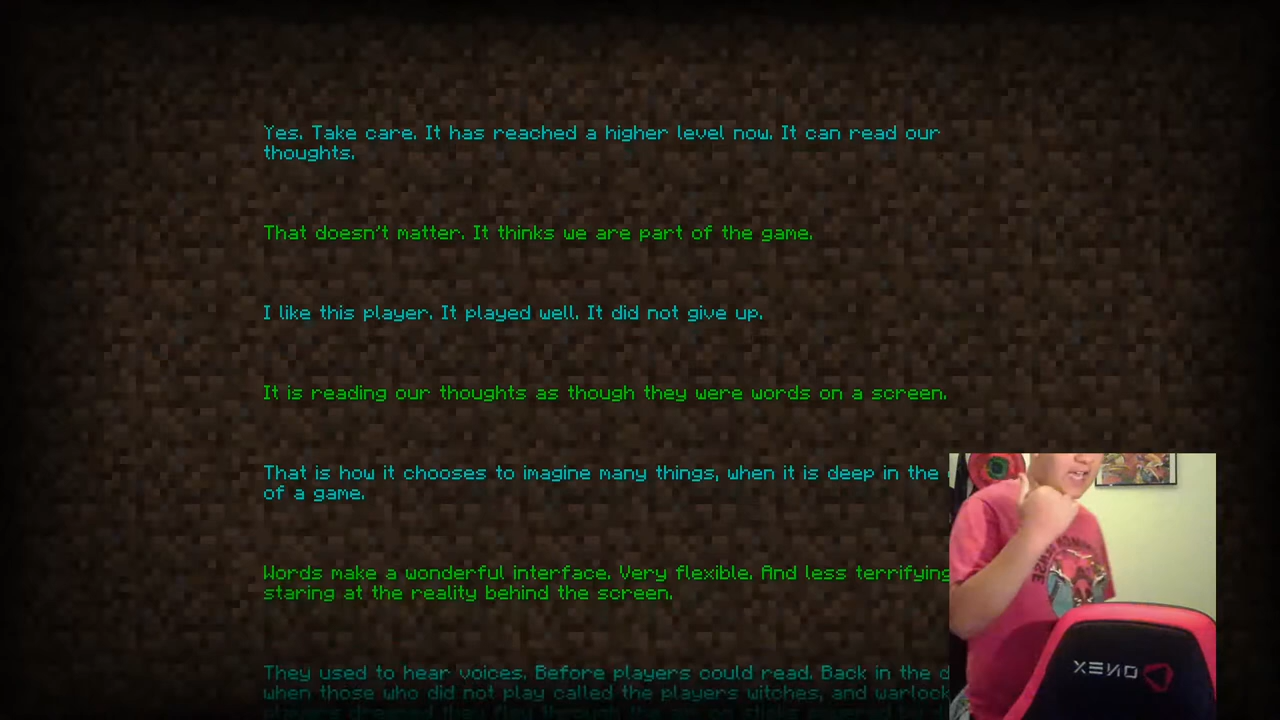 Yes. Take care. It has reached a higher level now. It can read our
thoughts.
That doesn't matter. It thinks we are part of the game.
I like this player. It played well. It did not give up.
It is reading our thoughts as though they were words on a screen.
That is how it chooses to imagine many things, when it is deep in the
of a game.
Words make a wonderful interface. Very flexible. And less terrifying
staring at the reality behind the screen.
They used to hear voices. Before players could read. Back in the
when those who did not play called the players witches, and
XENO